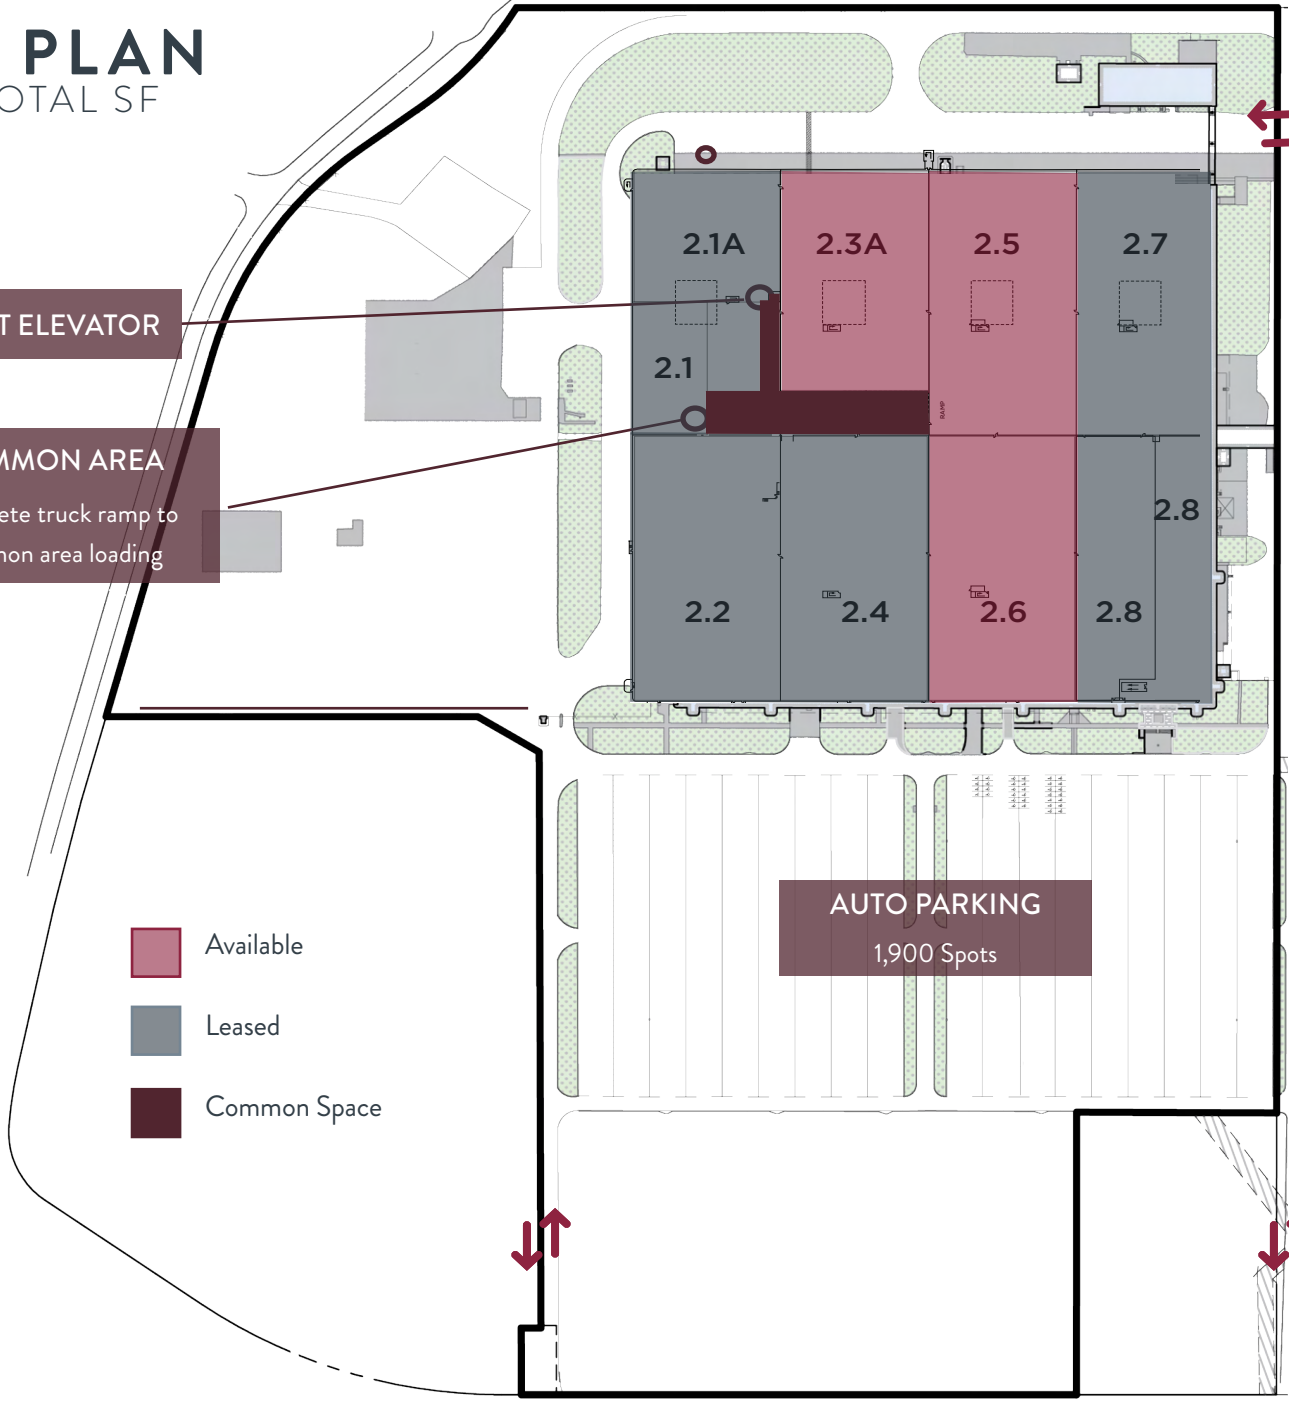 PLAN
OTAL SF
2.1A
2.3A
2.5
2.7
T ELEVATOR
2.1
RAMP
MMON AREA
ete truck ramp to
mon area loading
2.8
2.2
2.4
2.6
2.8
AUTO PARKING
1,900 Spots
Available
Leased
Common Space